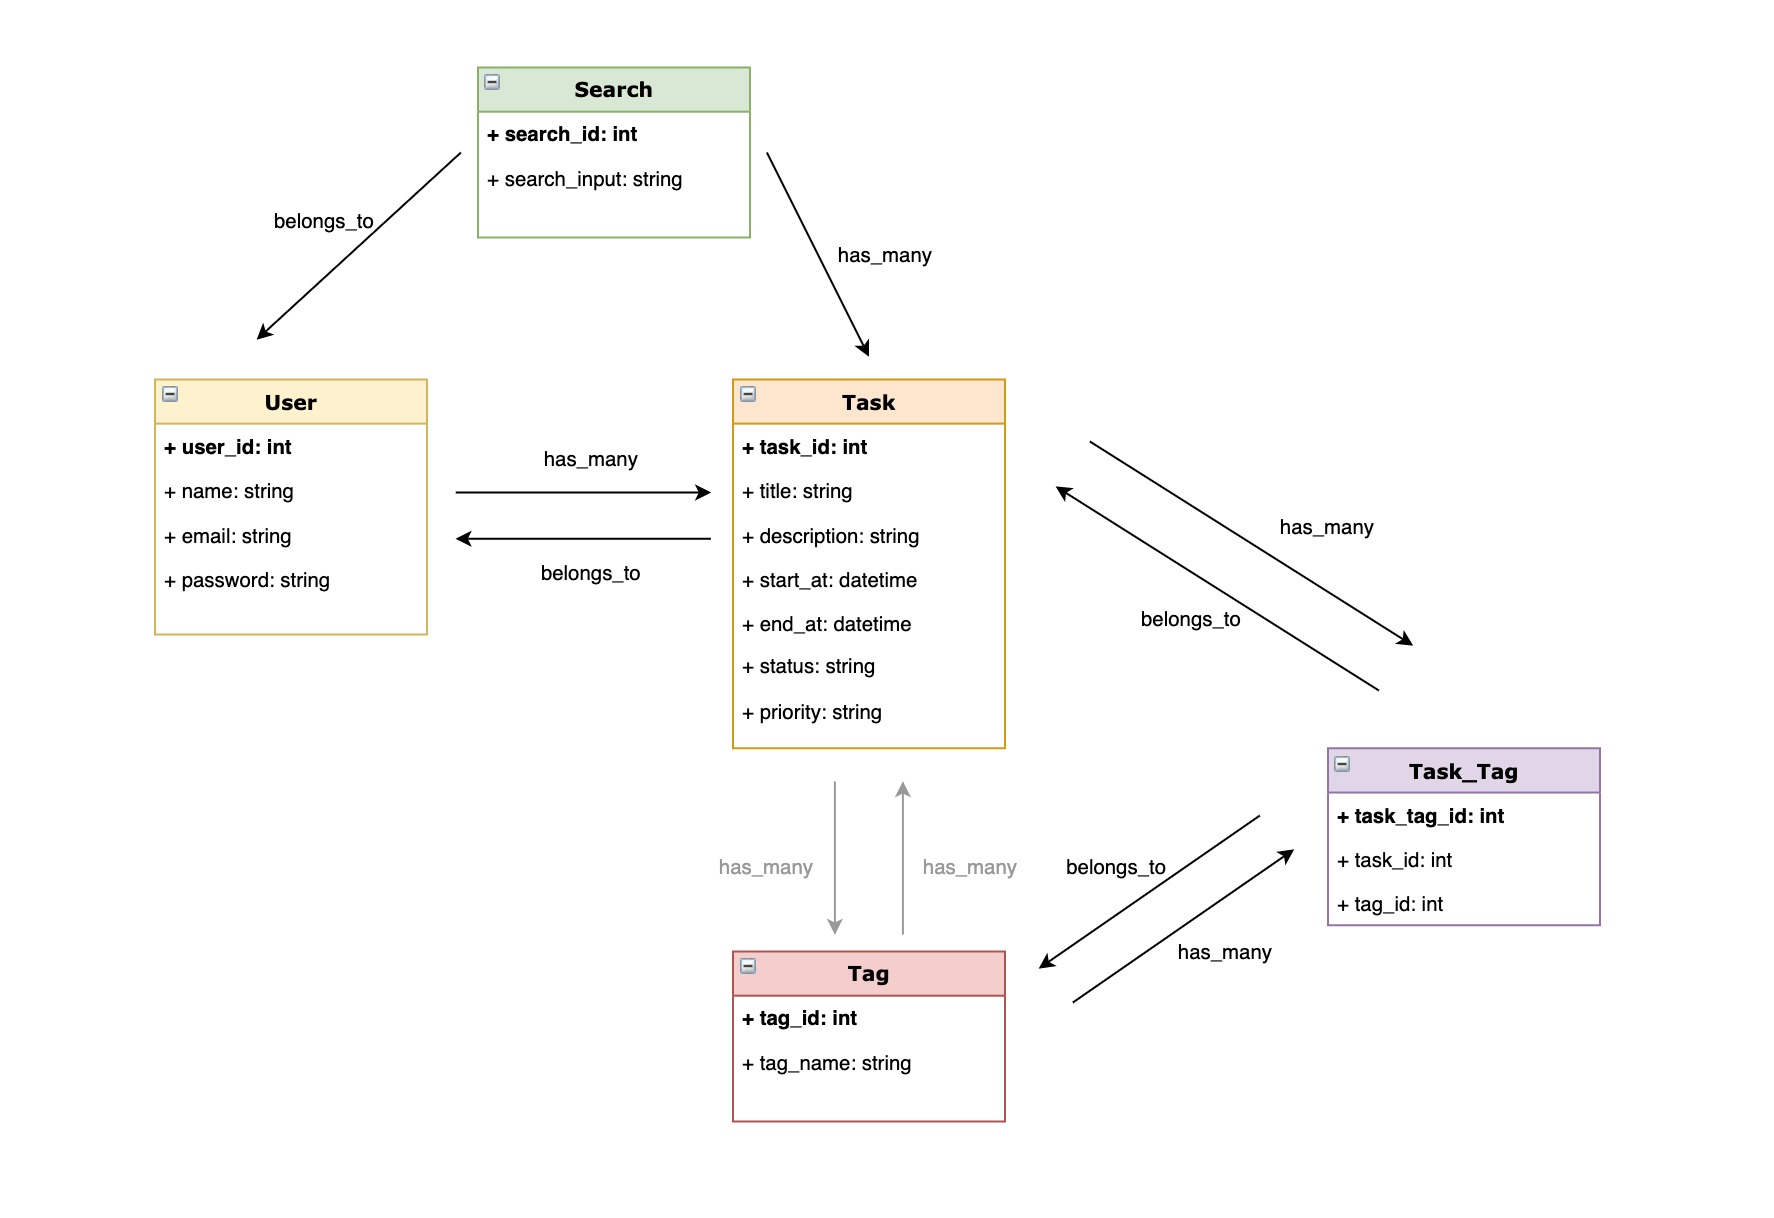 Search
+ search_id: int
+ search_input: string
belongs_to
has_many
User
+ user_id: int
+ name: string
+ email: string
+ password: string
has_many
belongs_to
Task
+ task_id: int
+ title: string
+ description: string
+ start_at: datetime
+ end_at: datetime
+ status: string
+ priority: string
has_many
belongs_to
Task_Tag
+ task_tag_id: int
+ task_id: int
+ tag_id: int
has_many
has_many
belongs_to
has_many
Tag
+ tag_id: int
+ tag_name: string